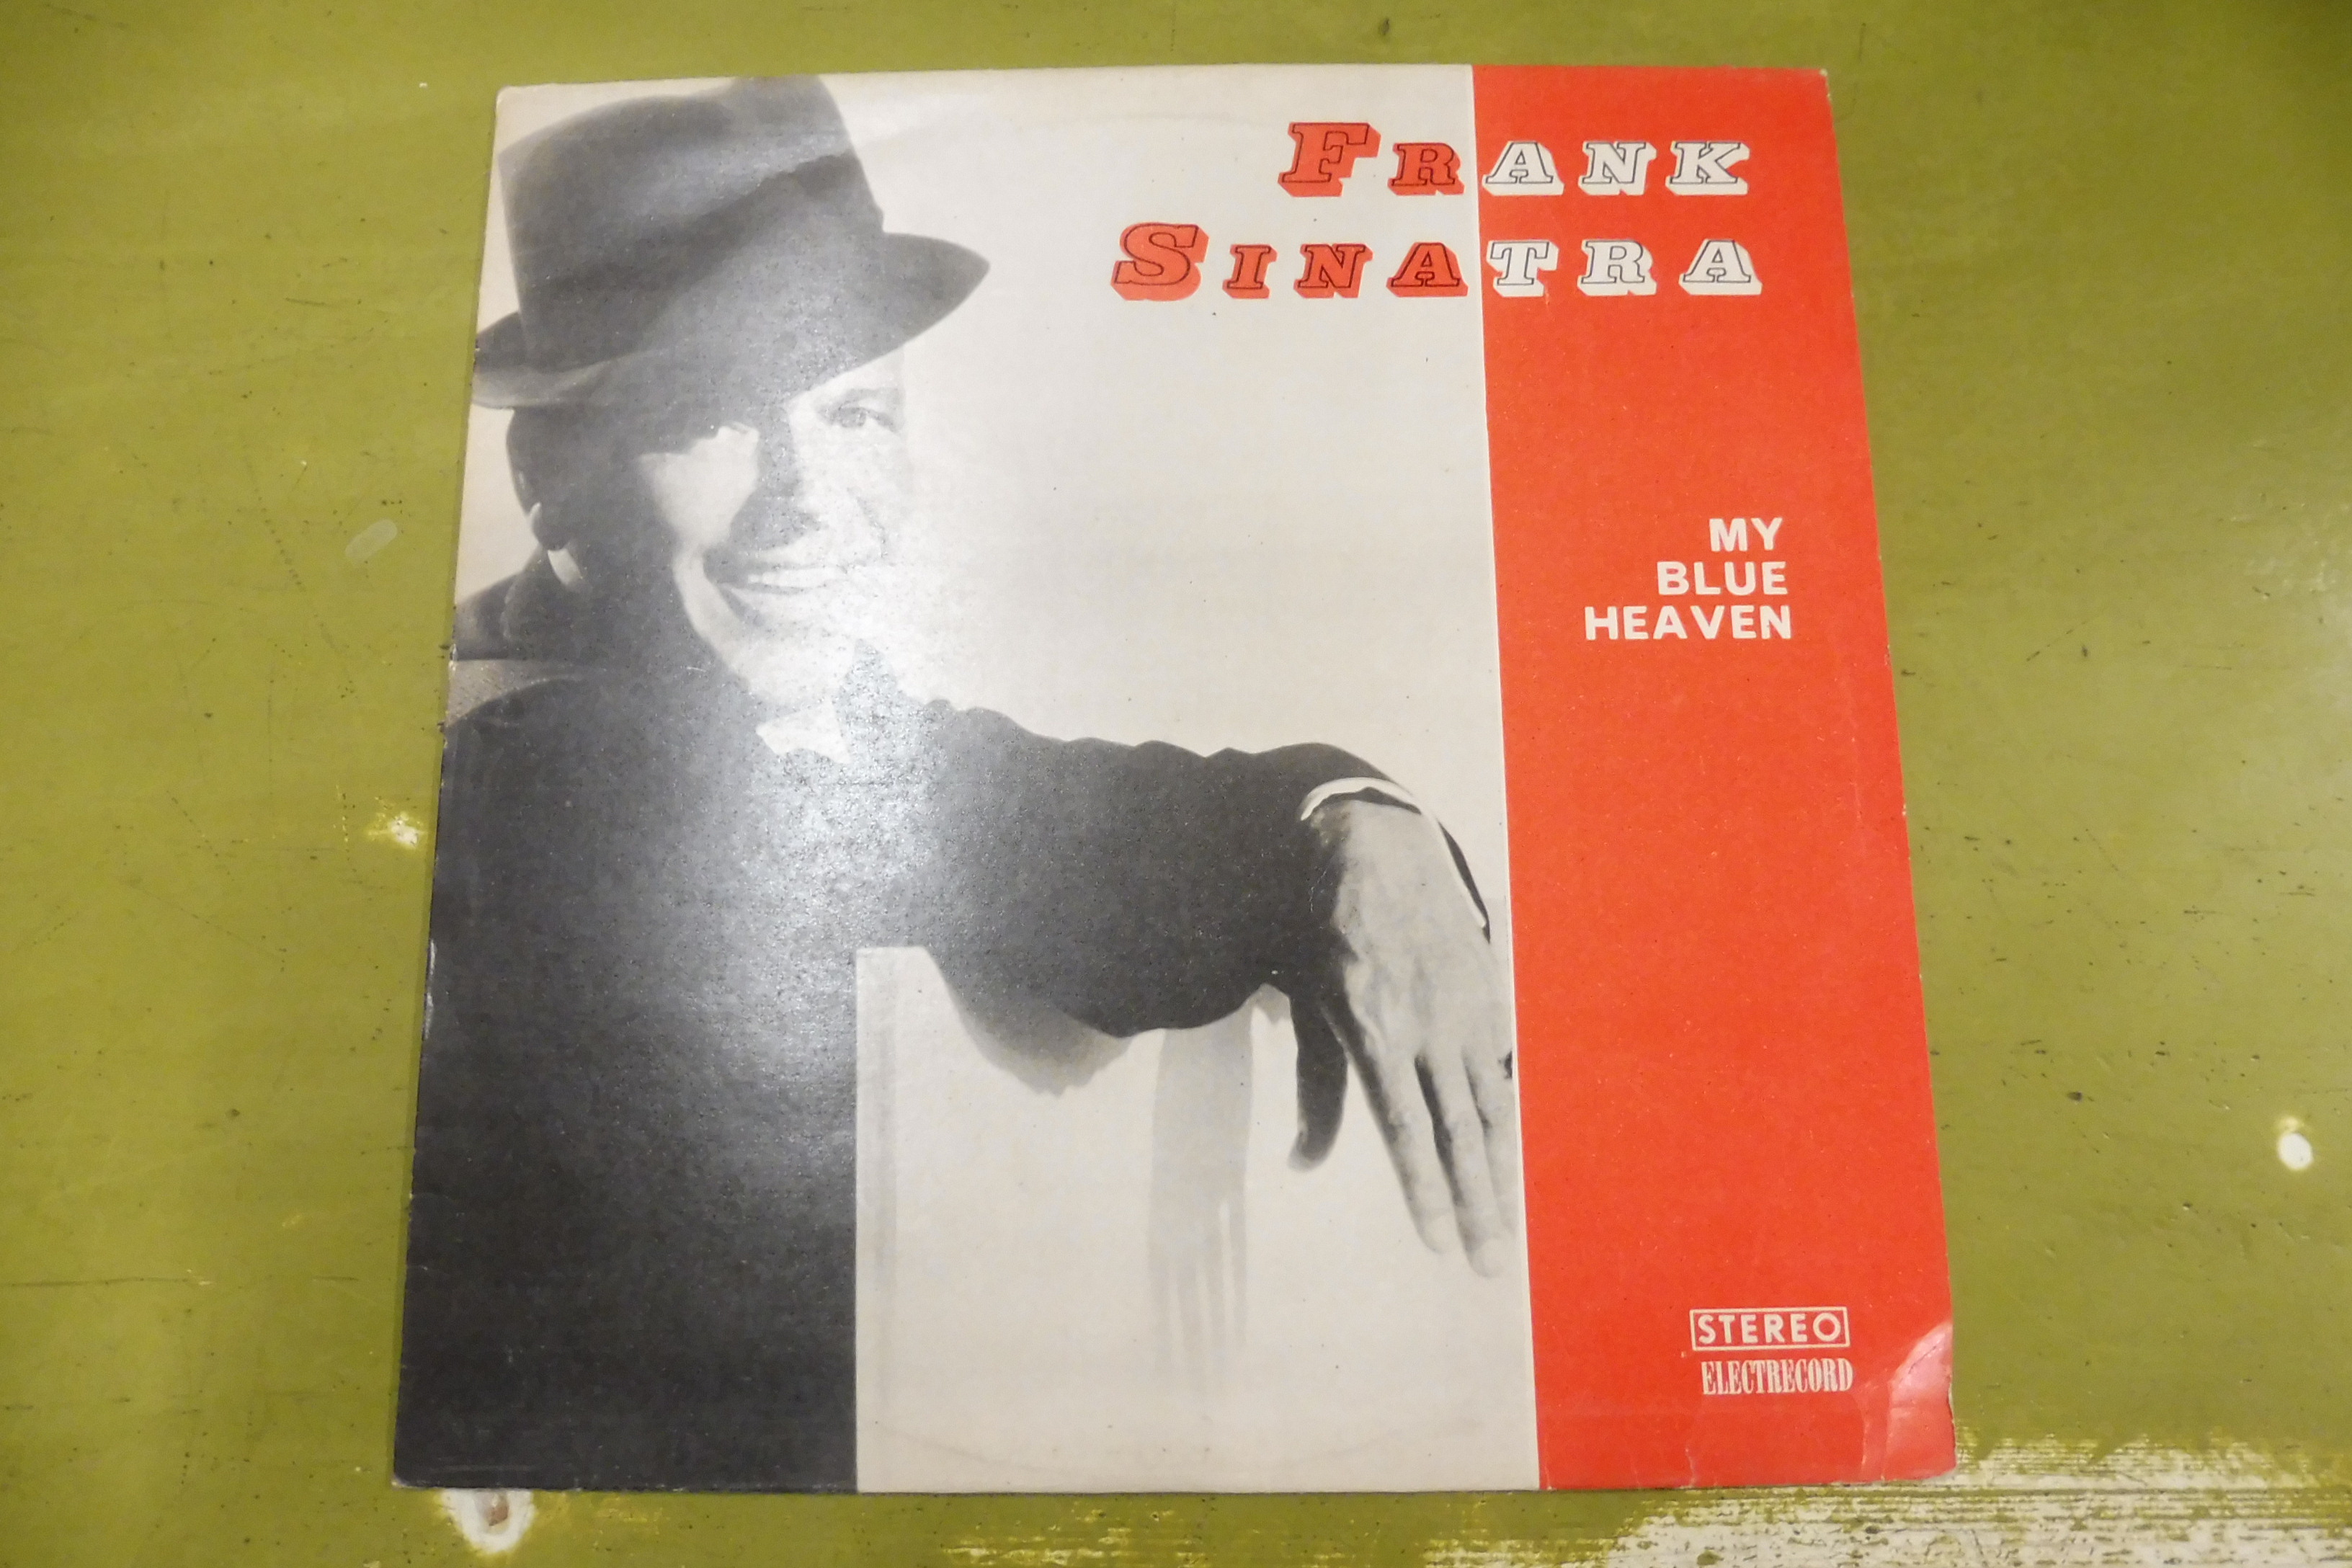 FRANK
SINATRA
MY
BLUE
HEAVEN
STEREO
ELECTRECORD